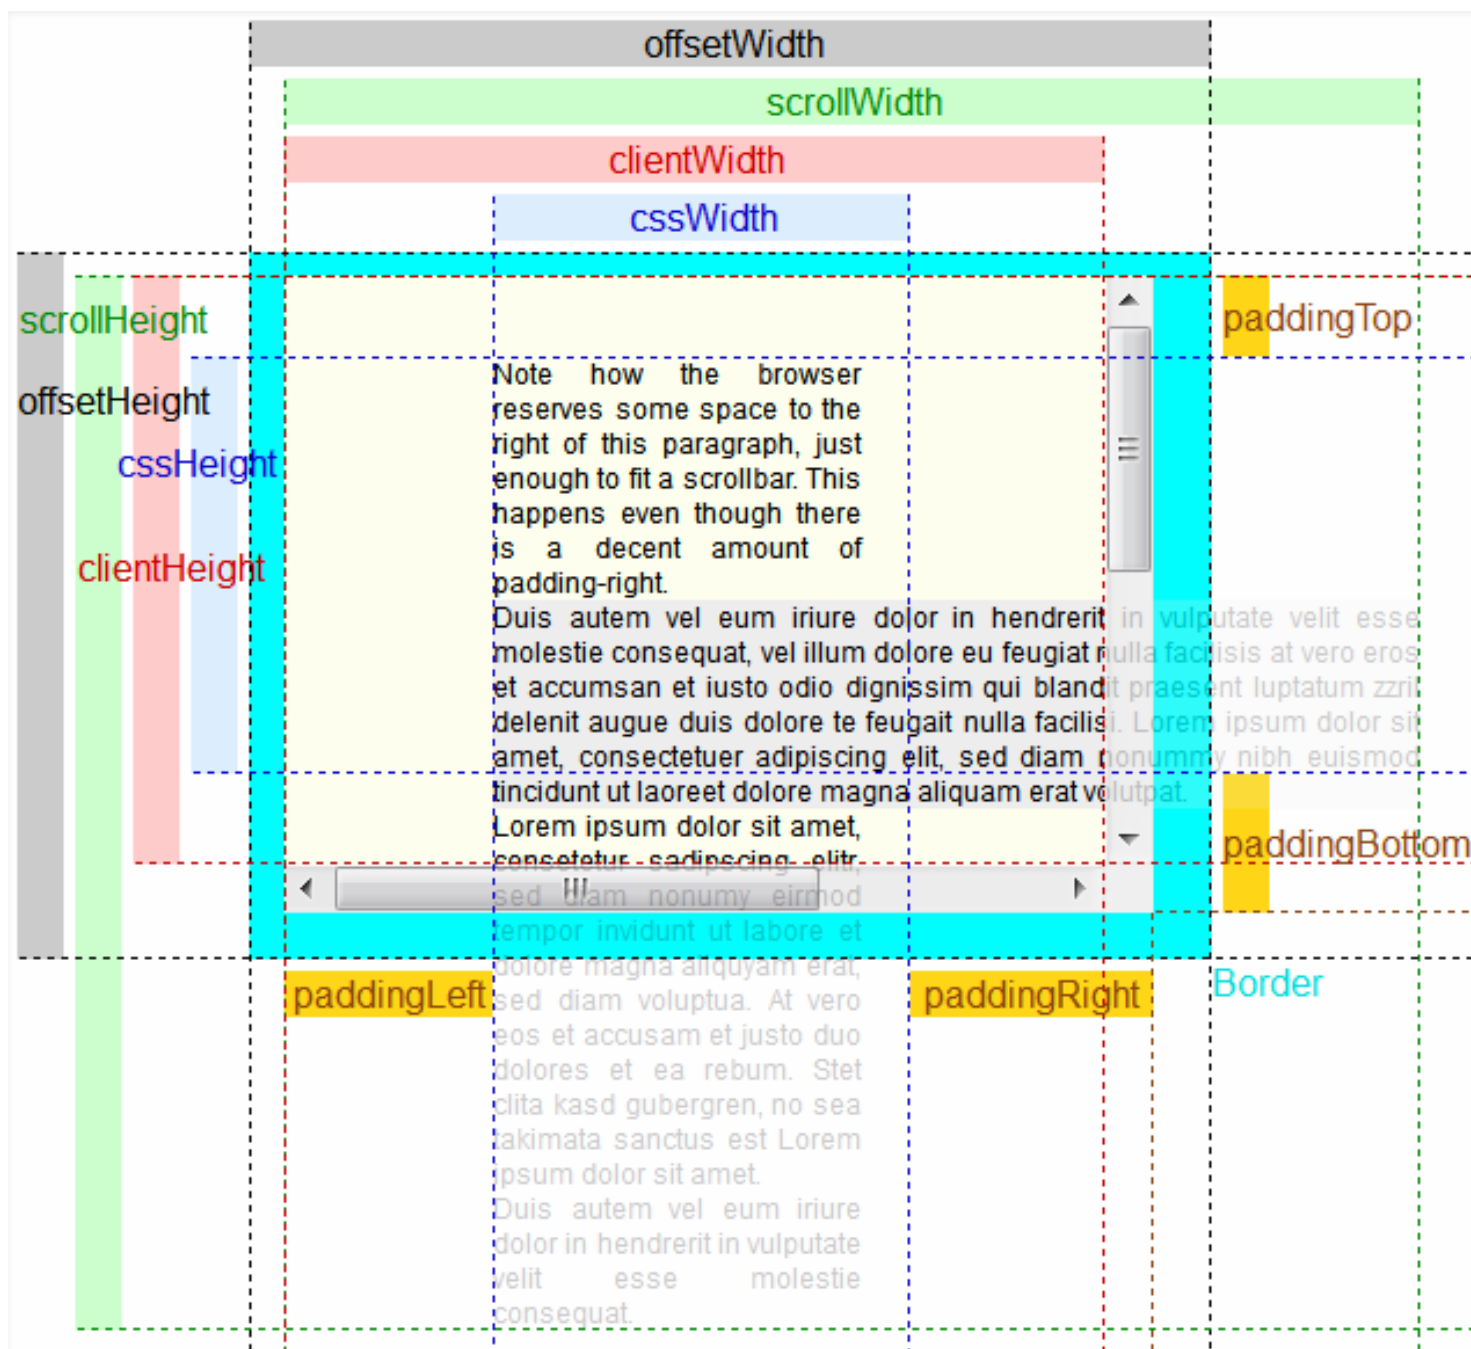 offsetWidth
scrollWidth
clientWidth
cssWidth
scrollHeight
paddingTop
offsetHeight
cssHeight
clientHeight
Note how the browser
reserves some space to the
right of this paragraph, just
enough to fit a scrollbar. This
happens even though there
is a decent amount of
padding-right.
Duis autem vel eum iriure dolor in hendrerit in vulputate velit esse
molestie consequat, vel illum dolore eu feugiat nulla facilisis at vero eros
et accumsan et iusto odio dignissim qui blandit praesent luptatum zzril
delenit augue duis dolore te feugait nulla facilisi. Lorem ipsum dolor sit
amet, consectetuer adipiscing elit, sed diam nonummy nibh euismod
tincidunt ut laoreet dolore magna aliquam erat volutpat.
Lorem ipsum dolor sit amet,
consetetur sadipscing elitr,
sed diam nonumy eirmod
tempor invidunt ut labore et
dolore magna aliquyam erat,
sed diam voluptua. At vero
eos et accusam et justo duo
dolores et ea rebum. Stet
clita kasd gubergren, no sea
takimata sanctus est Lorem
ipsum dolor sit amet.
Duis autem vel eum iriure
dolor in hendrerit in vulputate
velit esse molestie
consequat.
paddingBottom
paddingLeft
paddingRight
Border